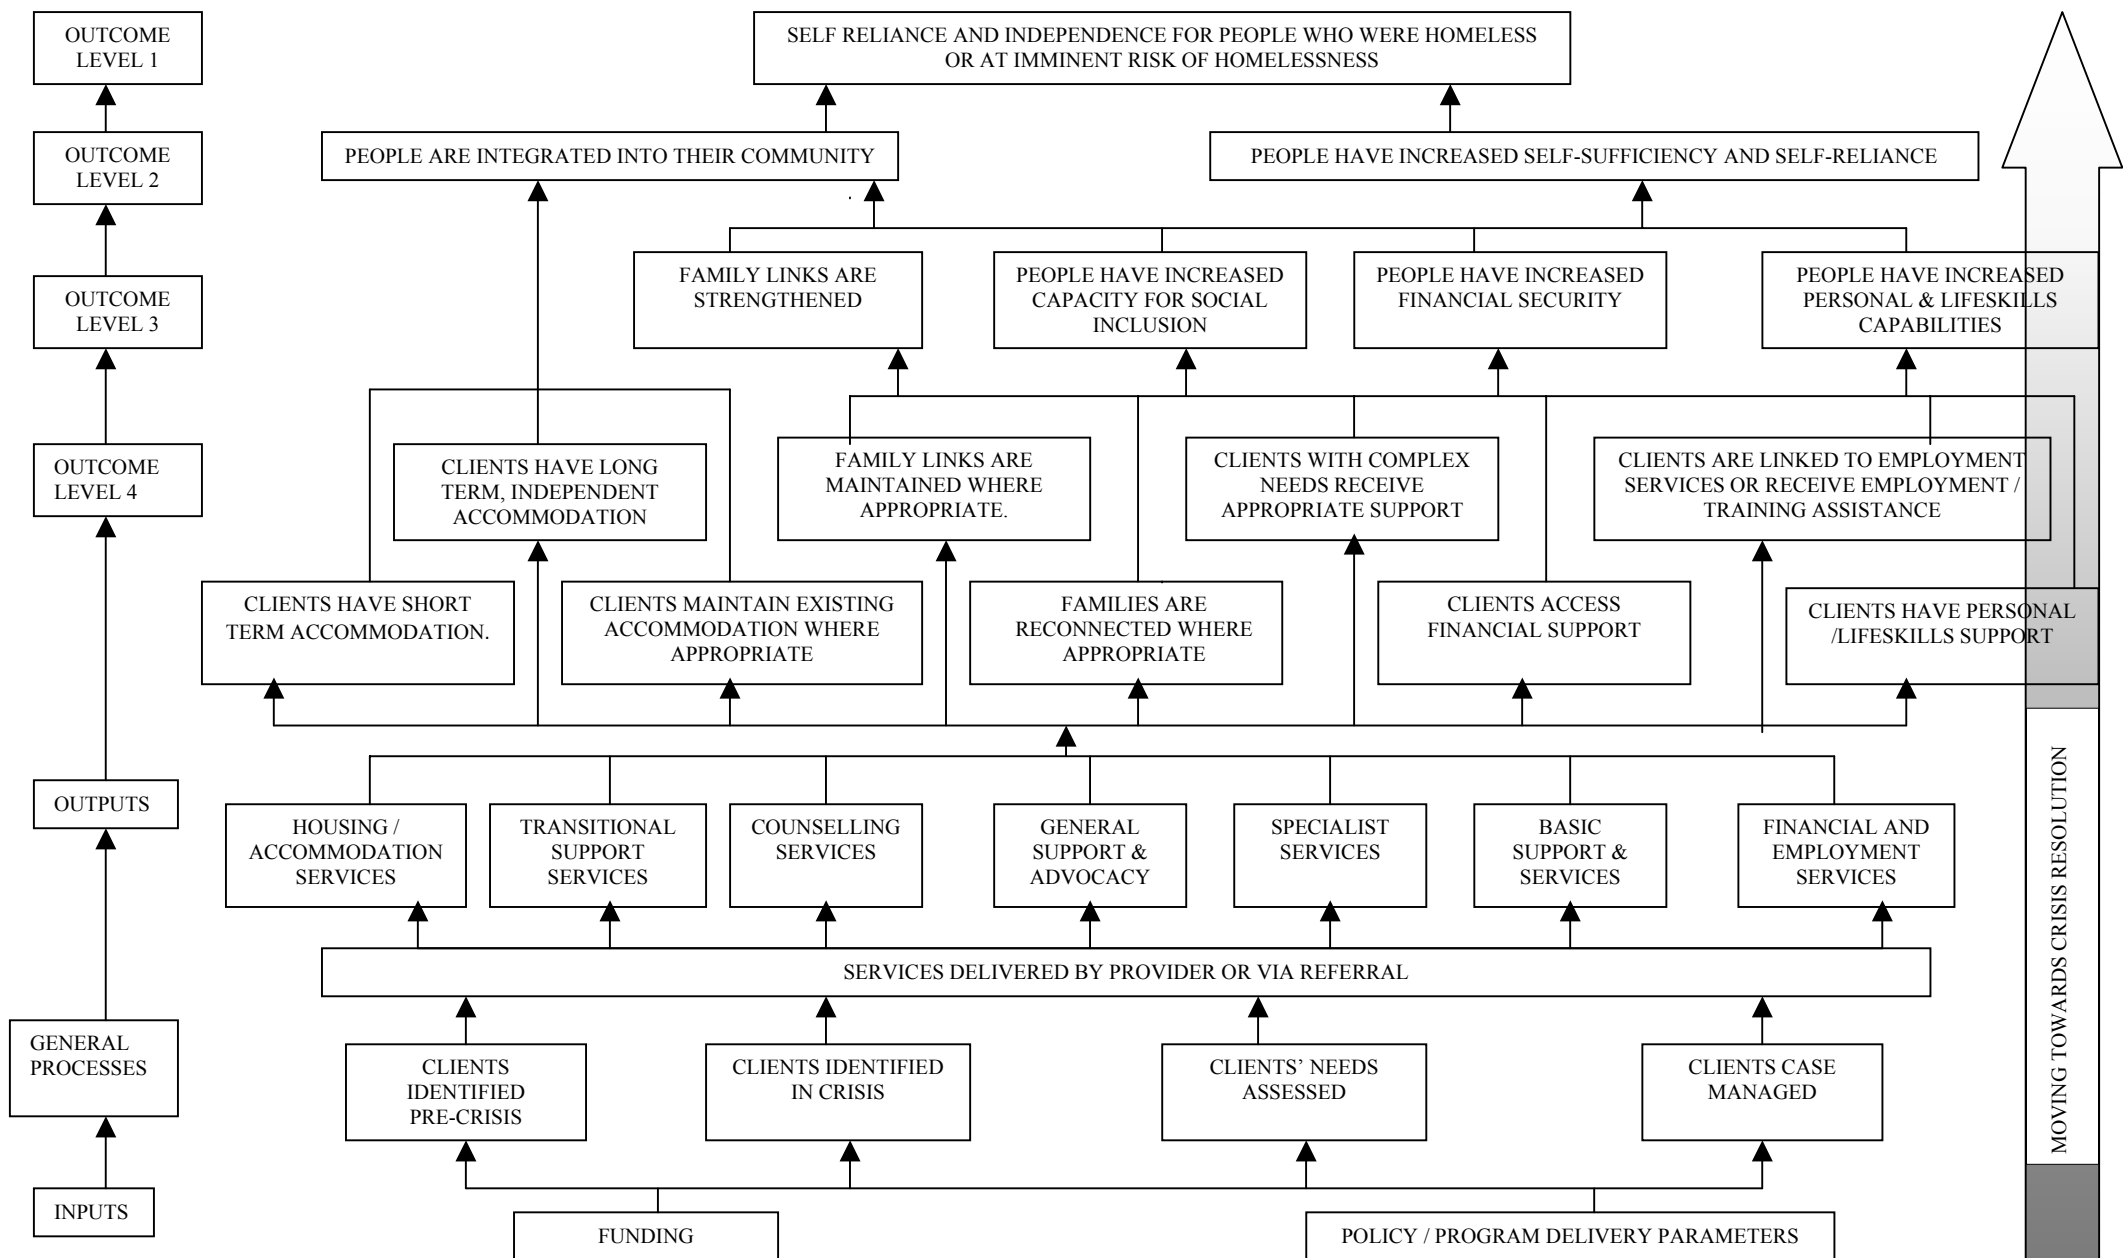 OUTCOME
LEVEL 1
SELF RELIANCE AND INDEPENDENCE FOR PEOPLE WHO WERE HOMELESS
OR AT IMMINENT RISK OF HOMELESSNESS
OUTCOME
LEVEL 2
PEOPLE ARE INTEGRATED INTO THEIR COMMUNITY
PEOPLE HAVE INCREASED SELF-SUFFICIENCY AND SELF-RELIANCE
OUTCOME
LEVEL 3
FAMILY LINKS ARE
STRENGTHENED
PEOPLE HAVE INCREASED
CAPACITY FOR SOCIAL
INCLUSION
PEOPLE HAVE INCREASED
FINANCIAL SECURITY
PEOPLE HAVE INCREASED
PERSONAL & LIFESKILLS
CAPABILITIES
OUTCOME
LEVEL 4
CLIENTS HAVE LONG
TERM, INDEPENDENT
ACCOMMODATION
FAMILY LINKS ARE
MAINTAINED WHERE
APPROPRIATE.
CLIENTS WITH COMPLEX
NEEDS RECEIVE
APPROPRIATE SUPPORT
CLIENTS ARE LINKED TO EMPLOYMENT
SERVICES OR RECEIVE EMPLOYMENT /
TRAINING ASSISTANCE
CLIENTS HAVE SHORT
TERM ACCOMMODATION.
CLIENTS MAINTAIN EXISTING
ACCOMMODATION WHERE
APPROPRIATE
FAMILIES ARE
RECONNECTED WHERE
APPROPRIATE
CLIENTS ACCESS
FINANCIAL SUPPORT
CLIENTS HAVE PERSONAL
/LIFESKILLS SUPPORT
OUTPUTS
HOUSING /
ACCOMMODATION
SERVICES
TRANSITIONAL
SUPPORT
SERVICES
COUNSELLING
SERVICES
GENERAL
SUPPORT &
ADVOCACY
SPECIALIST
SERVICES
BASIC
SUPPORT &
SERVICES
FINANCIAL AND
EMPLOYMENT
SERVICES
SERVICES DELIVERED BY PROVIDER OR VIA REFERRAL
GENERAL
PROCESSES
CLIENTS
IDENTIFIED
PRE-CRISIS
CLIENTS IDENTIFIED
IN CRISIS
CLIENTS' NEEDS
ASSESSED
CLIENTS CASE
MANAGED
INPUTS
FUNDING
POLICY / PROGRAM DELIVERY PARAMETERS
MOVING TOWARDS CRISIS RESOLUTION